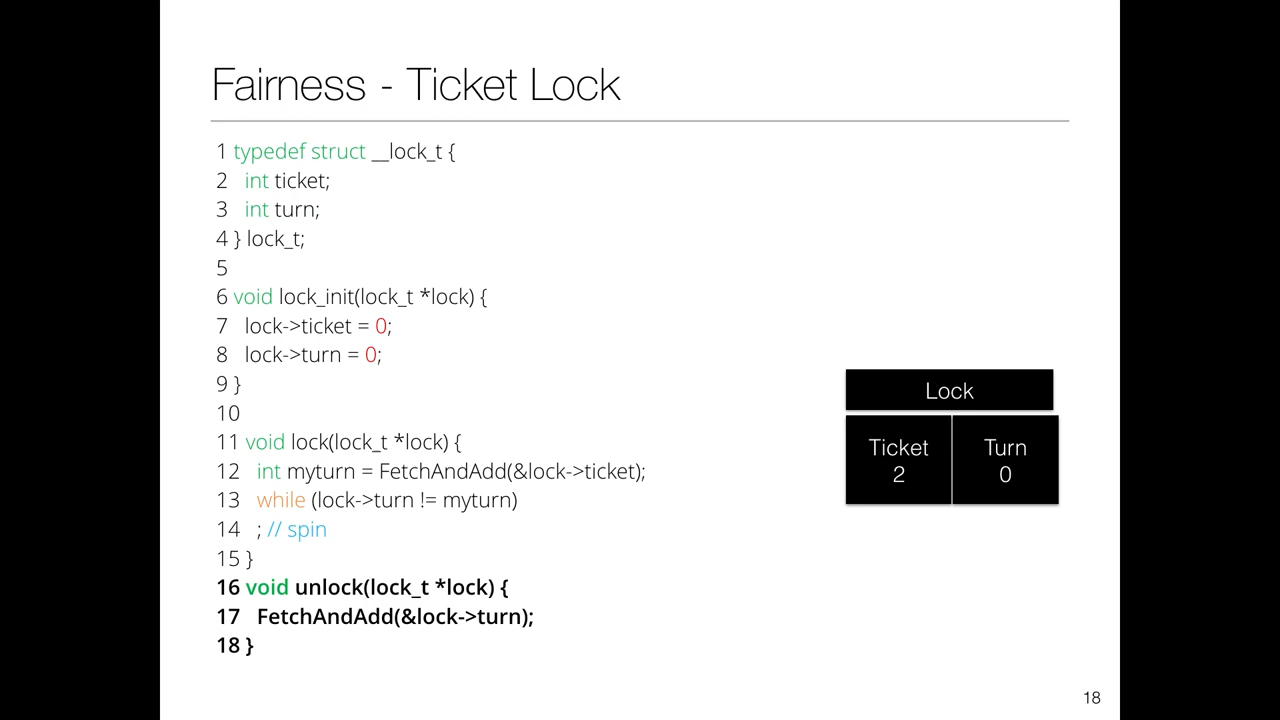 Fairness - Ticket Lock
1 typedef struct __lock_t {
2 int ticket;
3 int turn;
4 } lock_t;
5
6 void lock_init(lock_t *lock) {
7 lock->ticket = 0;
8 lock->turn = 0;
9 }
10
11 void lock(lock_t *lock) {
12 int myturn = FetchAndAdd(&lock->ticket);
13 while (lock->turn != myturn)
14 ; // spin
15 }
16 void unlock(lock_t *lock) {
17 FetchAndAdd(&lock->turn);
18 }
Lock
Ticket
2
Turn
0
18